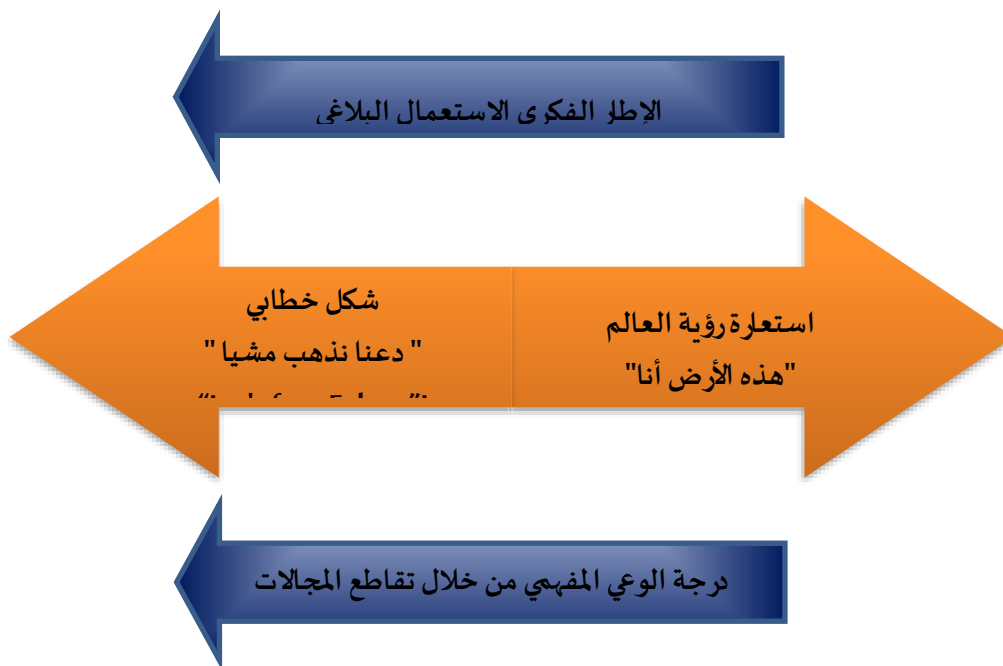 الإطار الفكري الاستعمال البلاغي
استعارة رؤية العالم
"هذه الأرض أنا"
شكل خطابي
" دعنا نذهب مشيا "
درجة الوعي المفهمي من خلال تقاطع المجالات